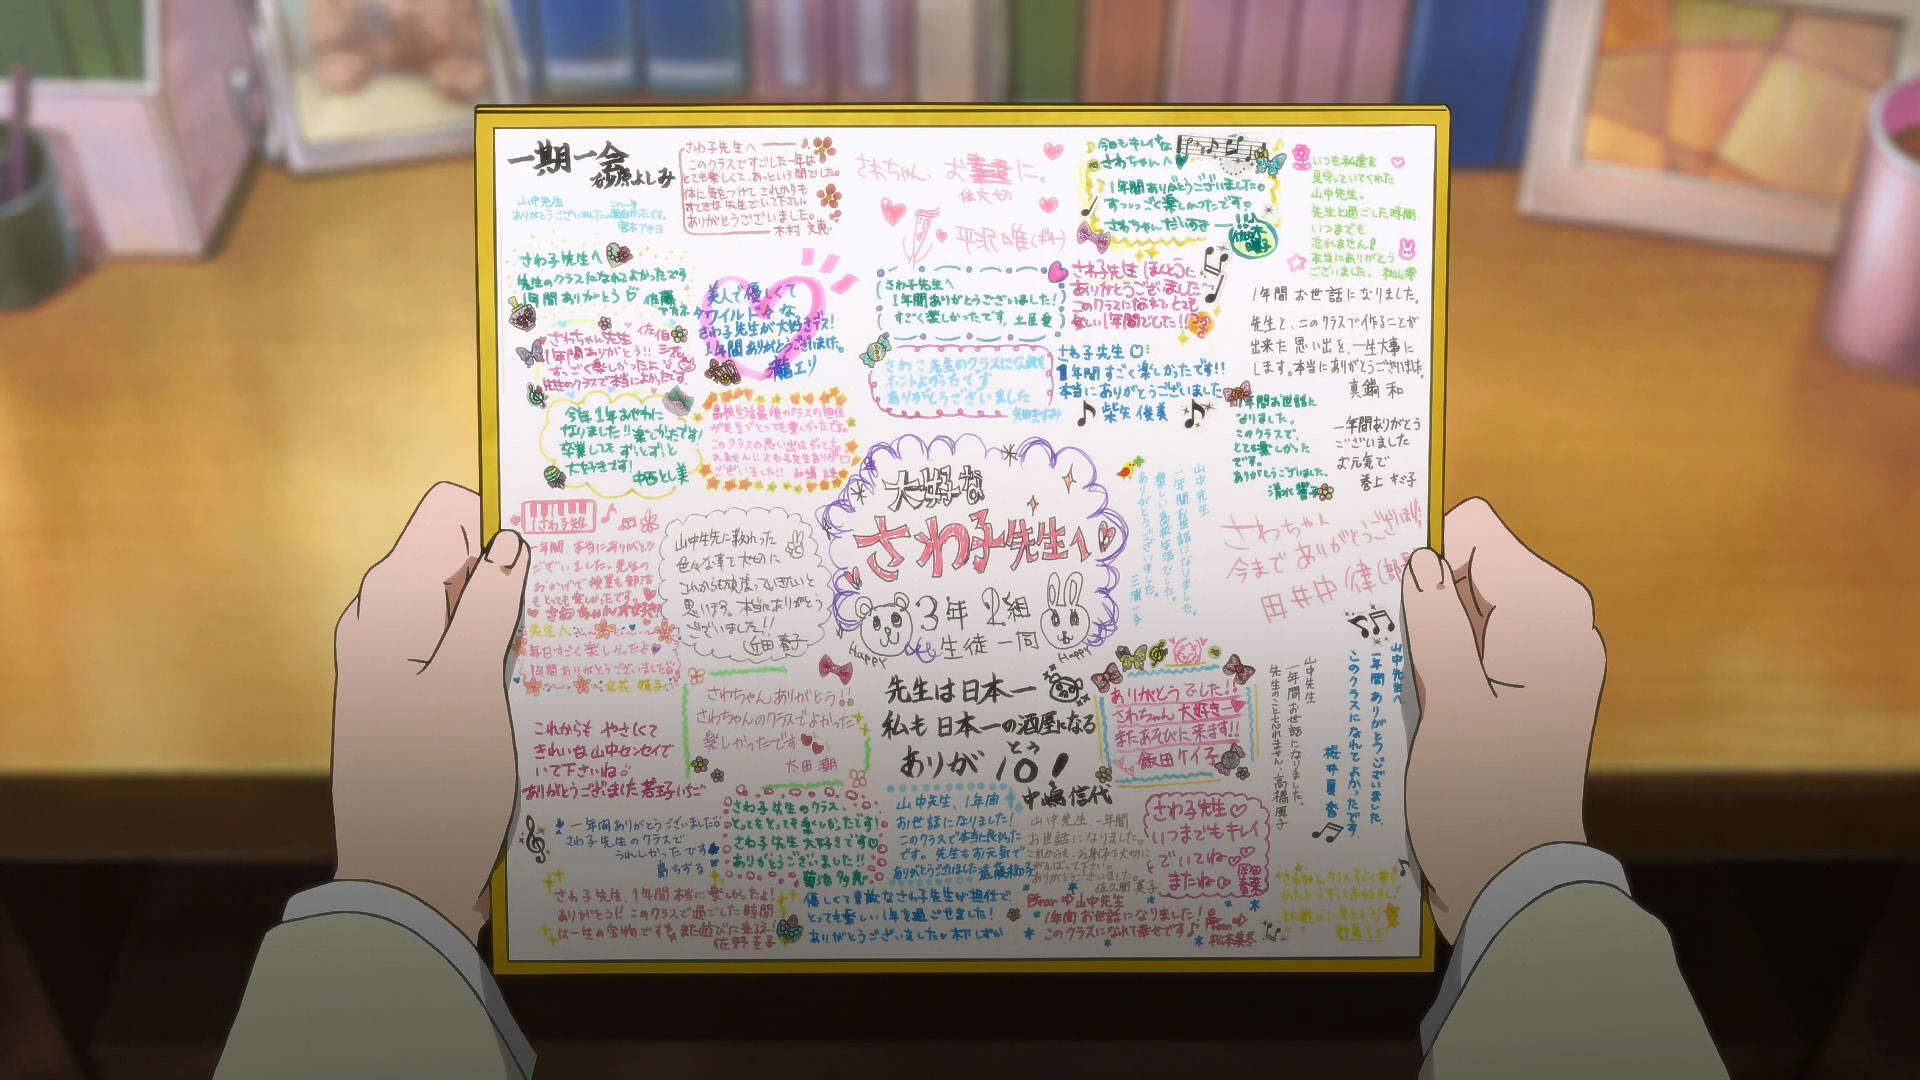 一期一会
砂原よしみ
山中先生
ありがとうございました。
この一年
面白かったです。
宮本アキヨ
さわ子先生へ
このクラスですごした一年は
とても楽しくて、あっという間でした。
体に気をつけてこれからも
すてきな先生でいて下さい。
ありがとうございました。
木村 文恵
さわちゃん、お
に。
体大切
平沢 唯(ギター)
今日もキレイな
さわちゃんへ
1年間ありがとうございました。
すっっっごく楽しかったです。
さわちゃんだいすきー!!
佐々木
曜子
いつも私達を
見守っていてくれた
山中先生。
先生と過ごした時間
いつまでも
忘れません!
本当にありがとう
ございました。
さわ子先生へ
先生のクラスになれてよかったです
1年間ありがとう♡ 佐藤
アカネ
美人で優しくて
ワイルドな
さわ子先生が大好きデス!
1年間ありがとうございました。
瀧エリ
さわ子先生へ
1年間ありがとうございました!
すごく楽しかったです。土屋 愛
さわ子先生 ほんとうに
ありがとうございました〜
このクラスになれてとても
楽しい1年間でした!!
1年間お世話になりました。
先生と、このクラスで作ることが
出来た思い出を、一生大事に
します。本当にありがとうございました。
真鍋 和
さわちゃん先生 佐伯
1年間ありがとう!! 三花
すっごく楽しかったよ
先生のクラスで本当によかったです
さわこ先生のクラスになれて
ホントよかったです
ありがとうございました
矢田ますみ
さわ子先生
1年間すごく楽しかったです!!
本当にありがとうございました
柴矢 俊美
今年1年お世わに
なりました!!楽しかったです!
卒業してもずっとずっと
大好きです!
中西とし美
高校生活最後のクラスの担任
が先生でとっても楽しかったです。
このクラスの思い出はずっと
れません!!さわ子先生ありがとう
ございました!!
1年間お世話に
なりました。
このクラスで、
とても楽しかった
です。
ありがとうございました。
清水 響子
一年間ありがとう
ございました
お元気で
巻上 キミ子
大好きな
さわ子先生へ
3年2組
生徒一同
Happy
Happy
山中先生
一年間お世話になりました。
楽しい高校生活でした。
ありがとうございました。
三浦 一子
さわちゃん
今までありがとうございました!
田井中 律(部長)
さわ子先生
一年間、本当にありがとう
ございました。先生の
おかげで授業も部活
もとても楽しかったです。
さわちゃん大好き!
山中先生に教わった
色々な事を大切に
これからも頑張っていきたいと
思います。本当にありがとう
ございました!!
近田 春子
先生へ
毎日すごく楽しかったよ
1年間ありがとうございました
立花 姫子
さわちゃんありがとう!!
さわちゃんのクラスでよかった
楽しかったです
太田 潮
先生は日本一
私も日本一の酒屋になる
ありが10!
とう
中嶋 信代
ありがとうでした!!
さわちゃん 大好きー
またあそびに来ます!!
飯田 ケイ子
山中先生
一年間お世話になりました。
先生のこと忘れません。高橋 風子
山中先生へ
一年間ありがとうございました。
このクラスになれてよかったです
桜井 夏香
これからも やさしくて
きれいな山中センセイで
いて下さいね。
ありがとうございました 若王子いちご
一年間ありがとうございました。
さわ子先生のクラスで
うれしかったです
島ちずる
さわ子先生のクラス、
とってもとっても楽しかったです!
さわ子先生大好きです♡
ありがとうございました!!
菊池 多恵
山中先生、1年間
お世話になりました!
このクラスで本当に良かった
です。先生もお元気で
ありがとうございました
山中先生、一年間
お世話になりました。
これからも、お身体を大切に
がんばって下さい。
ありがとうございました。
佐久間 英子
さわ子先生♡
いつまでもキレイ
でいてね♡♡
またね♡
さわ子先生、1年間本当に楽しかったよ!
ありがとう!! このクラスで過ごした時間
は一生の宝物です また遊びに来る!
佐野 圭子
優しくて素敵なさわ子先生が担任で、
とっても楽しい1年を過ごせました!
ありがとうございました 木下 しずか
Dear⇨山中先生
1年間お世話になりました!
このクラスになれて幸せです♪
From⇨
松本 美冬